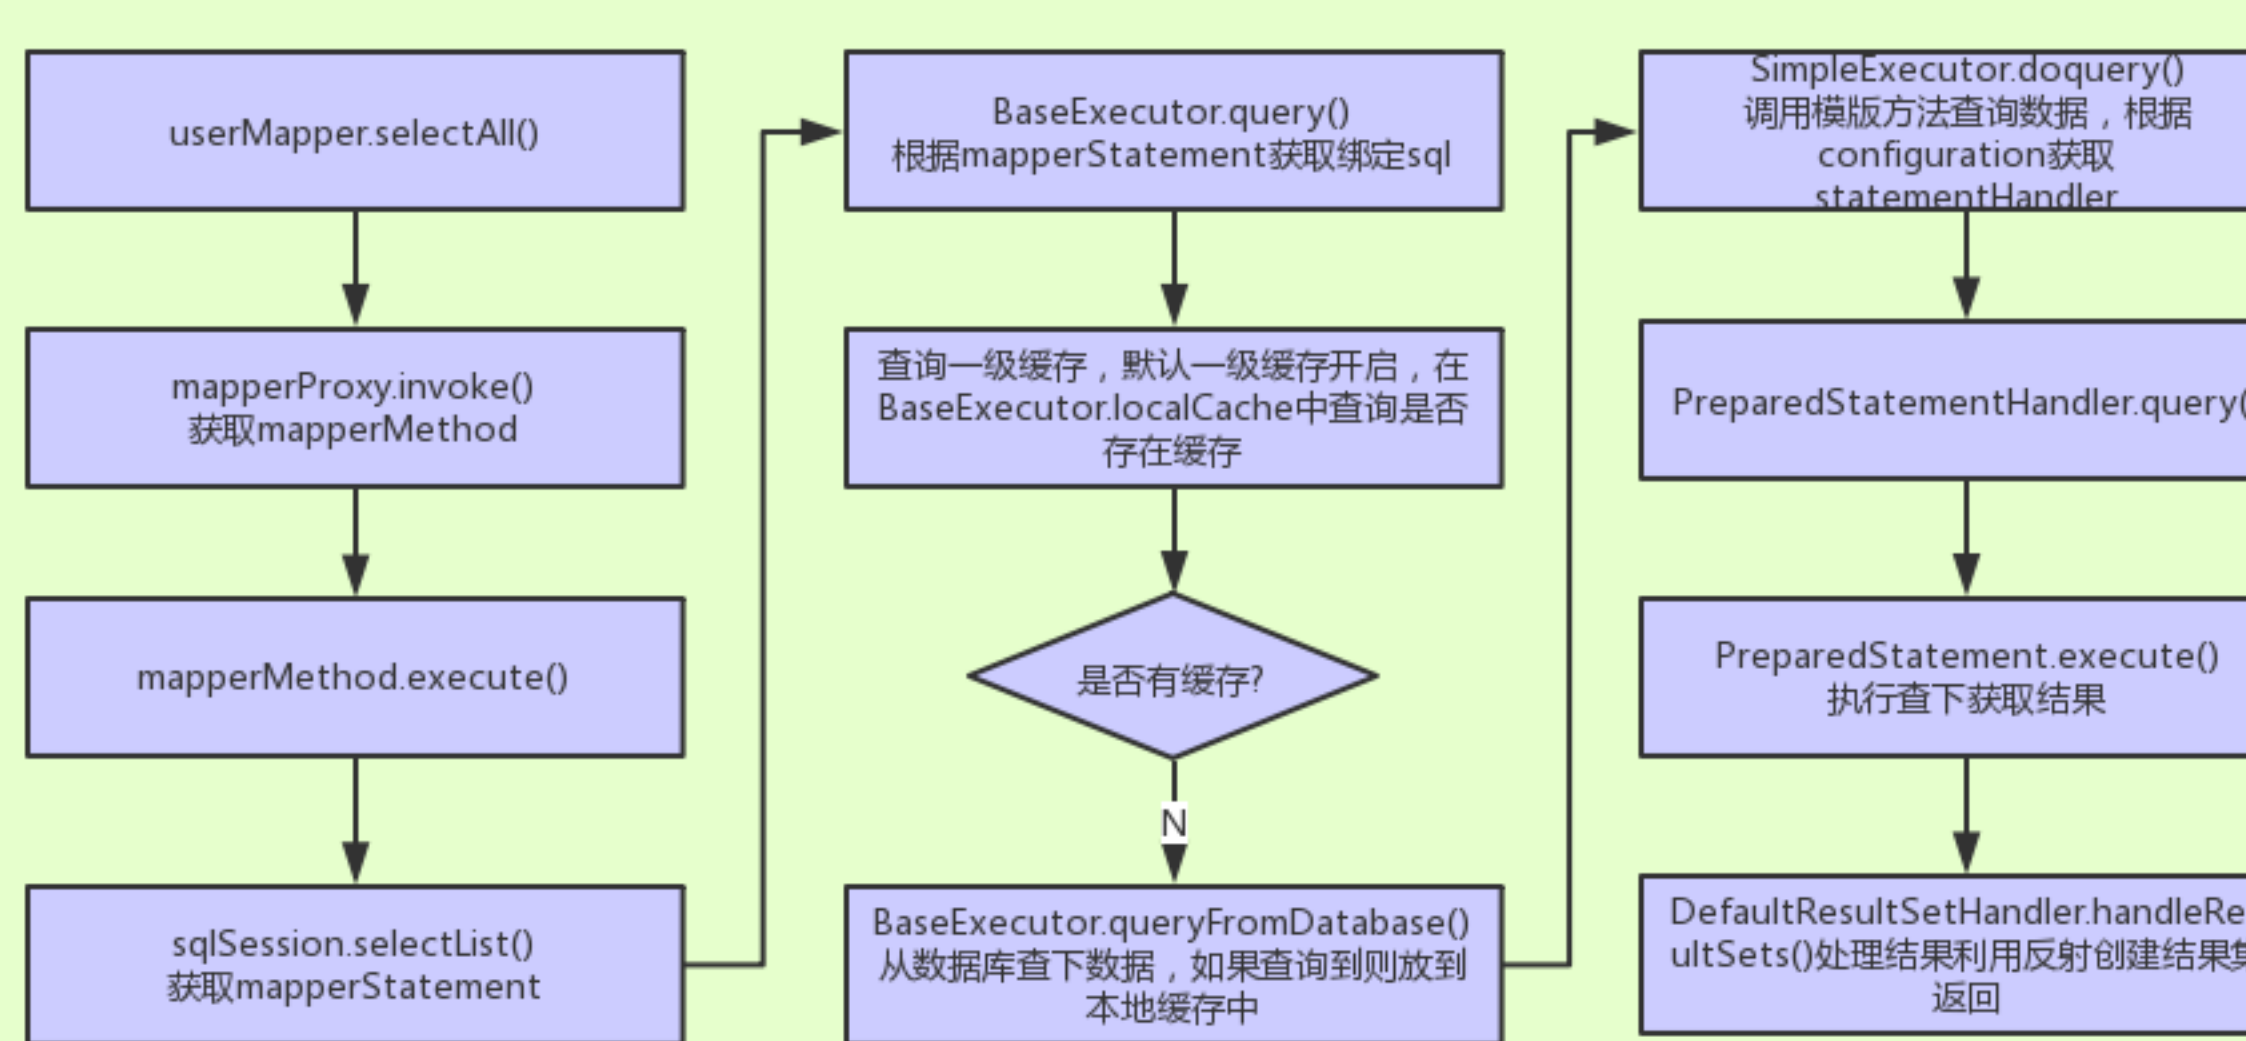 userMapper.selectAll()
mapperProxy.invoke()
获取mapperMethod
mapperMethod.execute()
sqlSession.selectList()
获取mapperStatement
BaseExecutor.query()
根据mapperStatement获取绑定sql
查询一级缓存，默认一级缓存开启，在
BaseExecutor.localCache中查询是否
存在缓存
是否有缓存?
N
BaseExecutor.queryFromDatabase()
从数据库查下数据，如果查询到则放到
本地缓存中
SimpleExecutor.doquery()
调用模版方法查询数据，根据
configuration获取
statementHandler
PreparedStatementHandler.query(
PreparedStatement.execute()
执行查下获取结果
DefaultResultSetHandler.handleRe
ultSets()处理结果利用反射创建结果集
返回